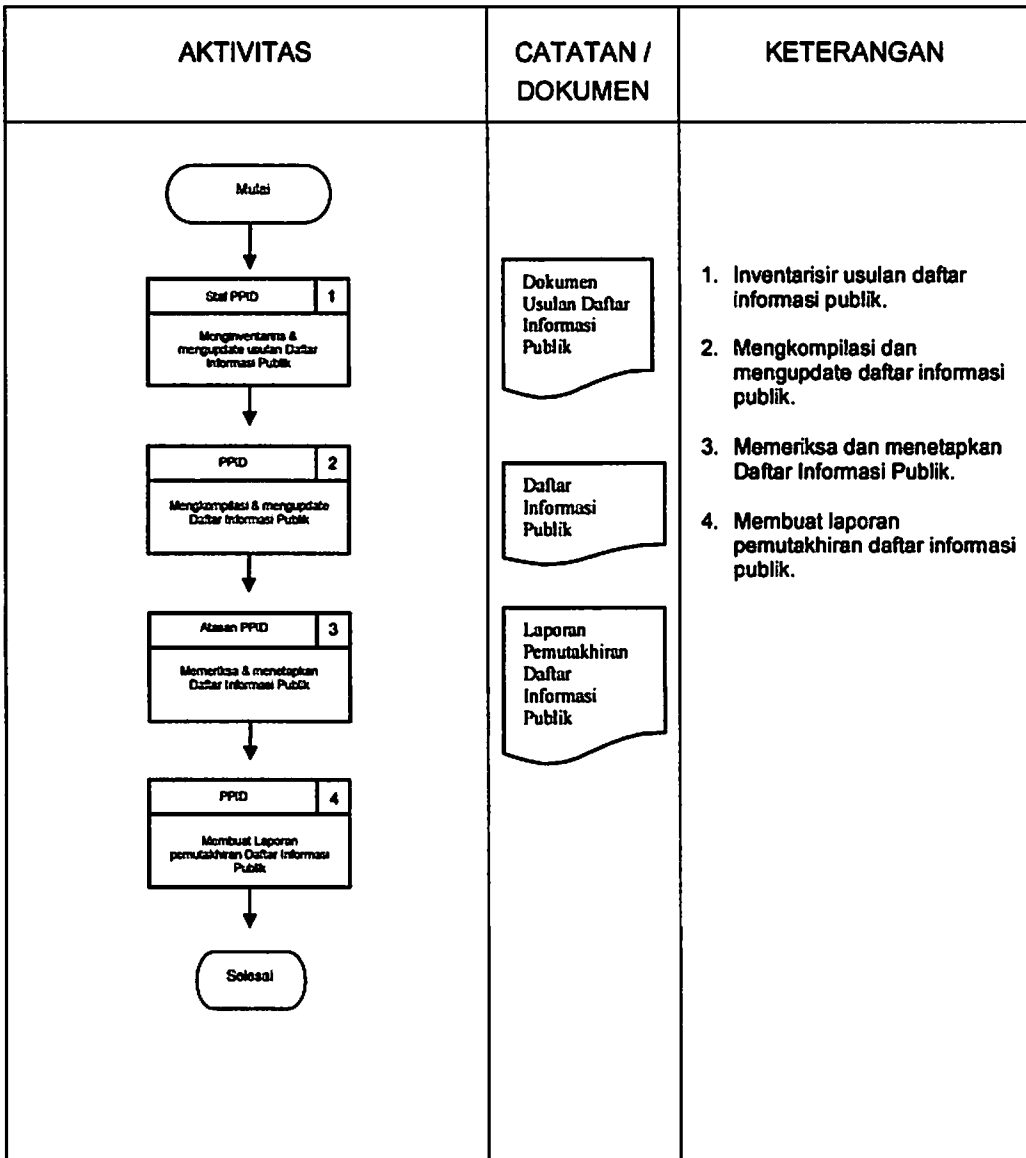 AKTIVITAS
CATATAN /
DOKUMEN
KETERANGAN
Mulai
Staf PPID
1
Menginventarisa &
mengupdate usulan Daftar
Informasi Publik
PPID
2
Mengkompilasi & mengupdate
Daftar Informasi Publik
Atasan PPID
3
Memeriksa & menetapkan
Daftar Informasi Publik
PPID
4
Membuat Laporan
pemutakhiran Daftar Informasi
Publik
Selesai
Dokumen
Usulan Daftar
Informasi
Publik
Daftar
Informasi
Publik
Laporan
Pemutakhiran
Daftar
Informasi
Publik
1. Inventarisir usulan daftar
informasi publik.
2. Mengkompilasi dan
mengupdate daftar informasi
publik.
3. Memeriksa dan menetapkan
Daftar Informasi Publik.
4. Membuat laporan
pemutakhiran daftar informasi
publik.